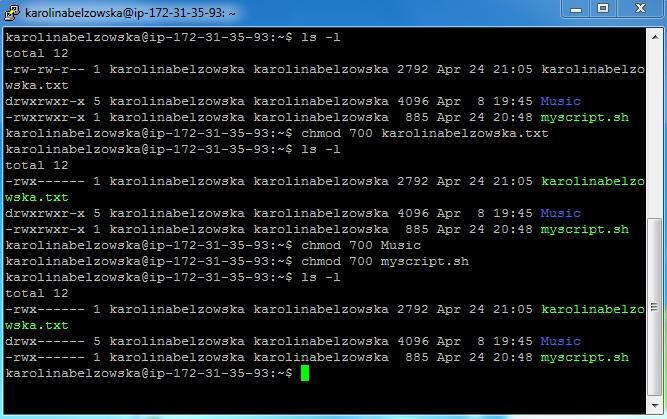 karolinabelzowska@ip-172-31-35-93: ~
karolinabelzowska@ip-172-31-35-93:~$ ls -l
total 12
-rw-rw-r-- 1 karolinabelzowska karolinabelzowska 2792 Apr 24 21:05 karolinabelzo
wska.txt
drwxrwxr-x 5 karolinabelzowska karolinabelzowska 4096 Apr  8 19:45 Music
-rwxrwxr-x 1 karolinabelzowska karolinabelzowska  885 Apr 24 20:48 myscript.sh
karolinabelzowska@ip-172-31-35-93:~$ chmod 700 karolinabelzowska.txt
karolinabelzowska@ip-172-31-35-93:~$ ls -l
total 12
-rwx------ 1 karolinabelzowska karolinabelzowska 2792 Apr 24 21:05 karolinabelzo
wska.txt
drwxrwxr-x 5 karolinabelzowska karolinabelzowska 4096 Apr  8 19:45 Music
-rwxrwxr-x 1 karolinabelzowska karolinabelzowska  885 Apr 24 20:48 myscript.sh
karolinabelzowska@ip-172-31-35-93:~$ chmod 700 Music
karolinabelzowska@ip-172-31-35-93:~$ chmod 700 myscript.sh
karolinabelzowska@ip-172-31-35-93:~$ ls -l
total 12
-rwx------ 1 karolinabelzowska karolinabelzowska 2792 Apr 24 21:05 karolinabelzo
wska.txt
drwx------ 5 karolinabelzowska karolinabelzowska 4096 Apr  8 19:45 Music
-rwx------ 1 karolinabelzowska karolinabelzowska  885 Apr 24 20:48 myscript.sh
karolinabelzowska@ip-172-31-35-93:~$